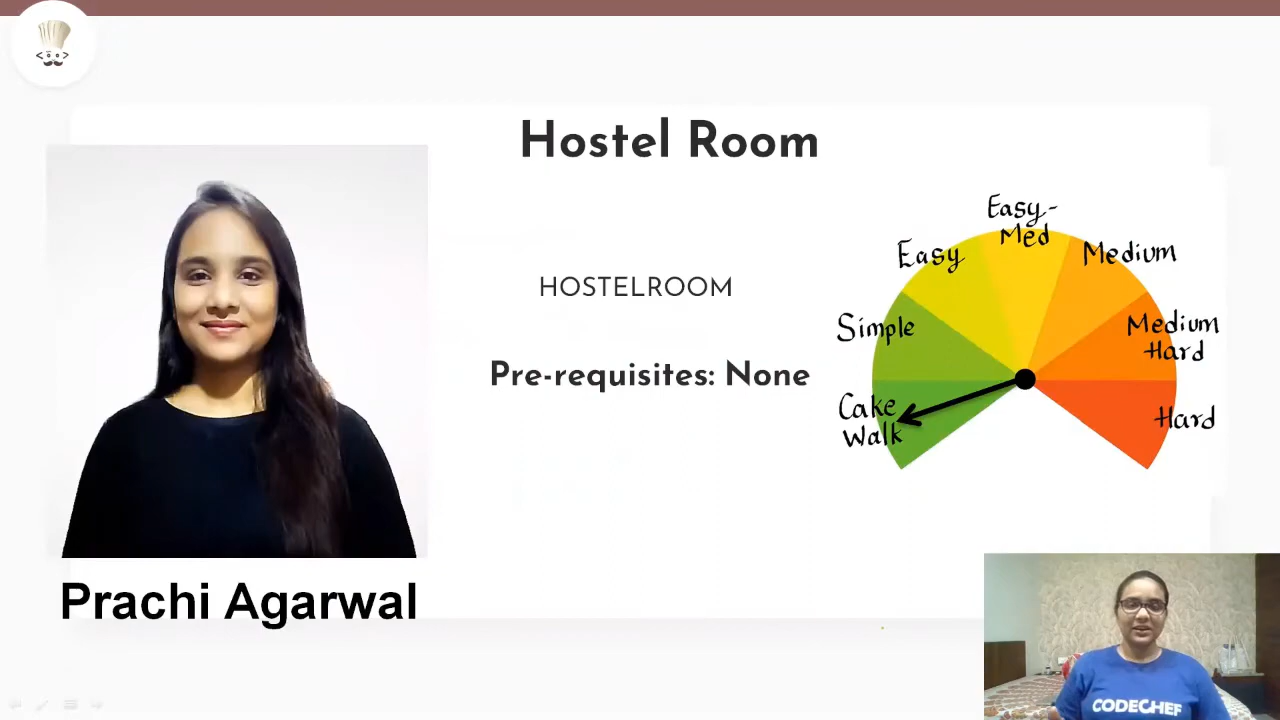 Hostel Room
HOSTELROOM
Pre-requisites: None
Easy-
Med
Easy
Medium
Simple
Medium
Hard
Cake
Walk
Hard
Prachi Agarwal
CODECHEF